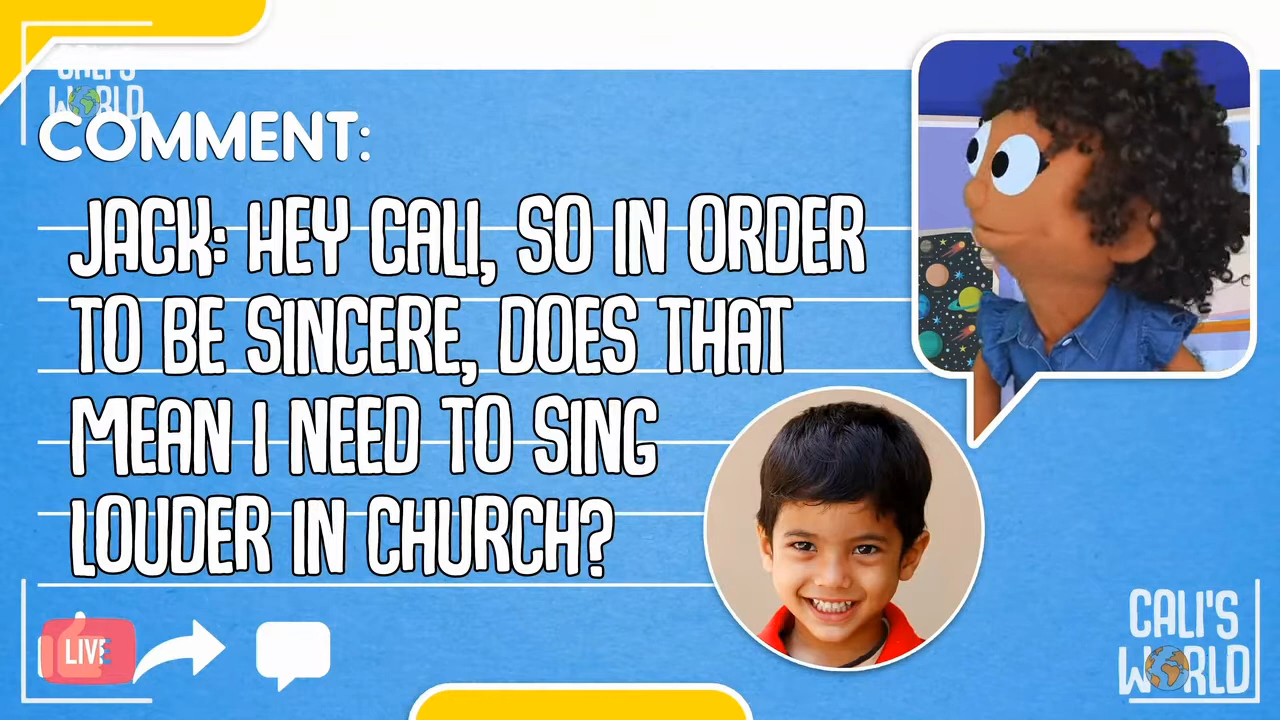 CALI'S
WORLD
COMMENT:
JACK: HEY CALI, SO IN ORDER
TO BE SINCERE, DOES THAT
MEAN I NEED TO SING
LOUDER IN CHURCH?
LIVE
CALI'S
WORLD